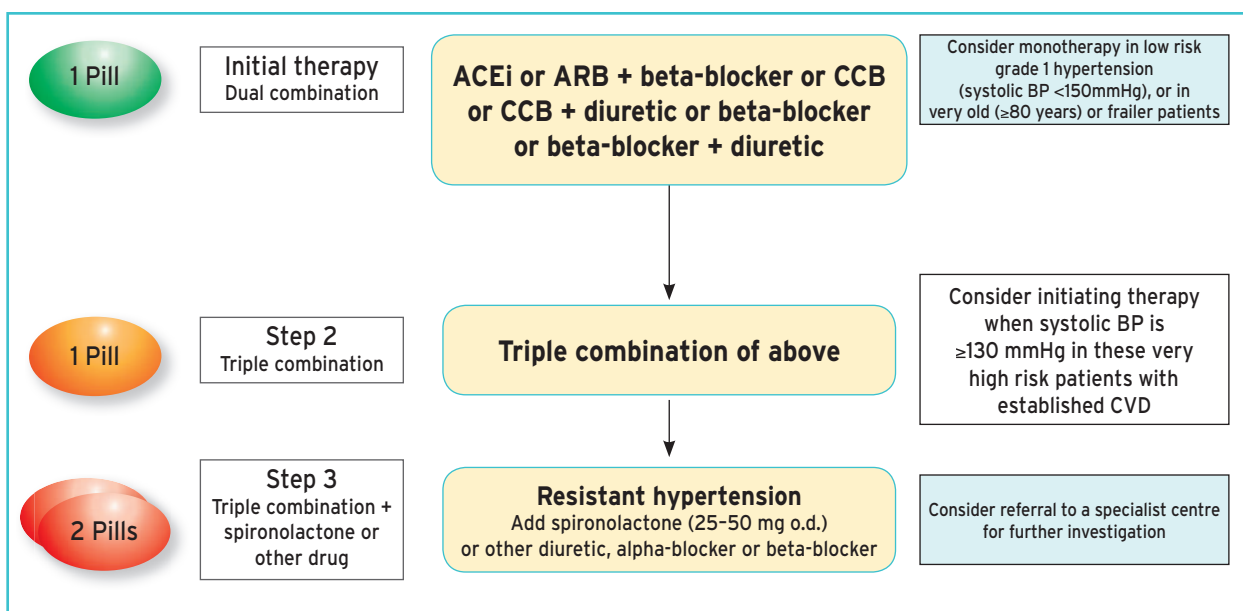 1 Pill
Initial therapy
Dual combination
ACEi or ARB + beta-blocker or CCB
or CCB + diuretic or beta-blocker
or beta-blocker + diuretic
Consider monotherapy in low risk
grade 1 hypertension
(systolic BP <150mmHg), or in
very old (≥80 years) or frailer patients
1 Pill
Step 2
Triple combination
Triple combination of above
Consider initiating therapy
when systolic BP is
≥130 mmHg in these very
high risk patients with
established CVD
2 Pills
Step 3
Triple combination +
spironolactone or
other drug
Resistant hypertension
Add spironolactone (25–50 mg o.d.)
or other diuretic, alpha-blocker or beta-blocker
Consider referral to a specialist centre
for further investigation